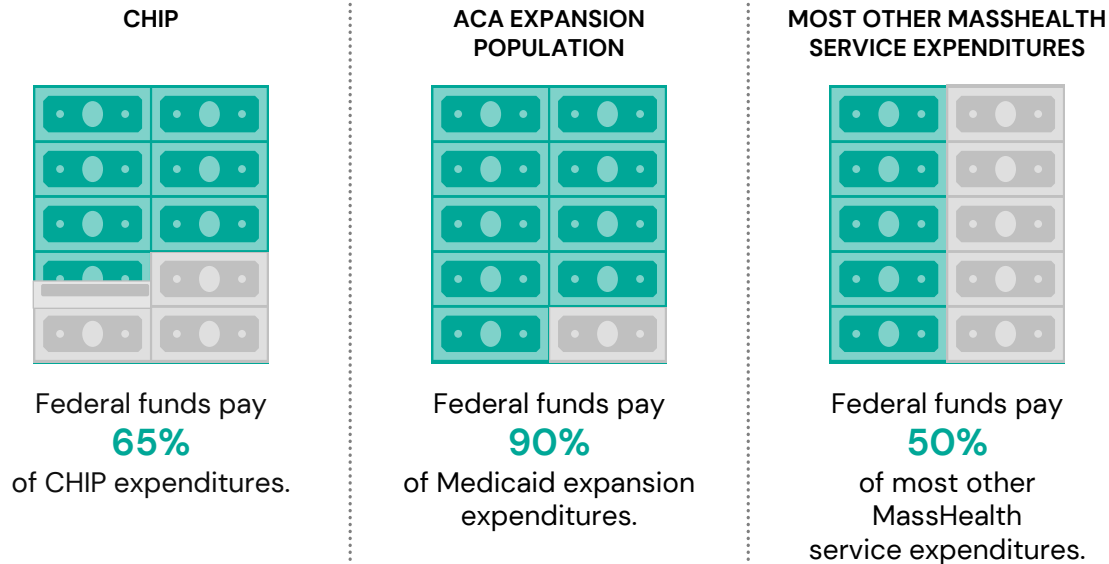 CHIP
Federal funds pay
65%
of CHIP expenditures.
ACA EXPANSION
POPULATION
Federal funds pay
90%
of Medicaid expansion
expenditures.
MOST OTHER MASSHEALTH
SERVICE EXPENDITURES
Federal funds pay
50%
of most other
MassHealth
service expenditures.